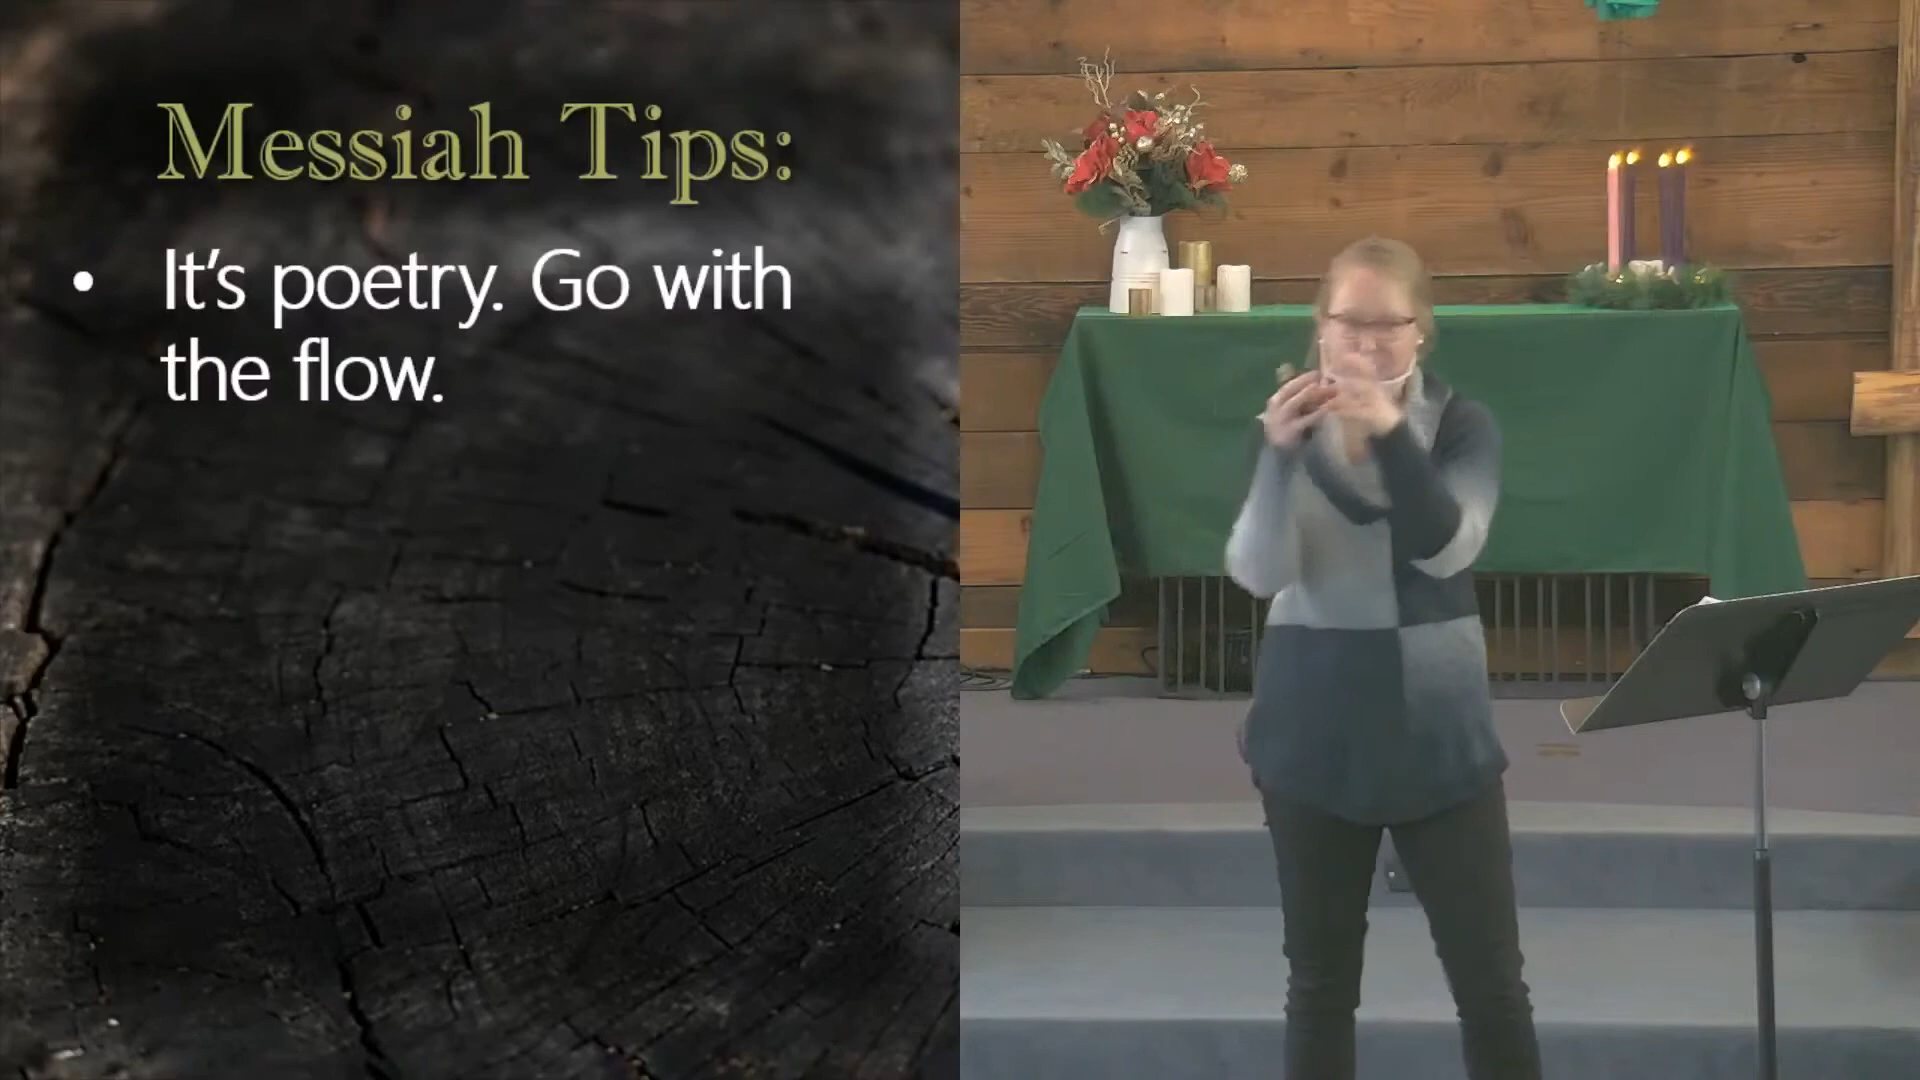 Messiah Tips:
• It’s poetry. Go with
the flow.